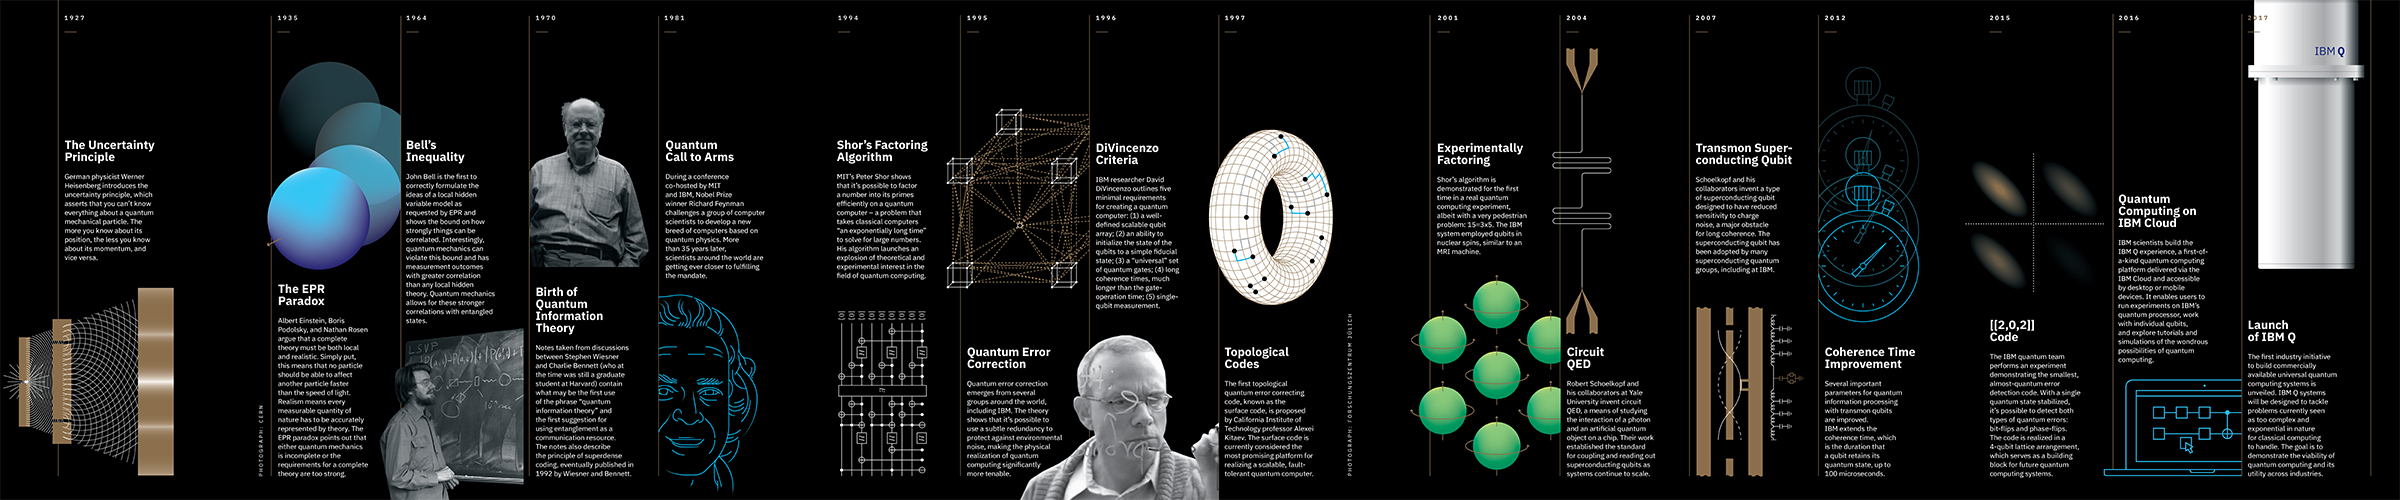 1927
The Uncertainty
Principle
German physicist Werner
Heisenberg introduces the
uncertainty principle, which
asserts that you can't know
everything about a quantum
mechanical particle. The
more you know about its
position, the less you know
about its momentum, and
vice versa.
1935
The EPR
Paradox
Albert Einstein, Boris
Podolsky, and Nathan Rosen
argue that a complete
theory must be both local
and realistic. Simply put,
this means that no particle
should be able to affect
another particle faster
than the speed of light.
Realism means every
measurable quantity of
nature has to be accurately
represented by theory. The
EPR paradox points out that
either quantum mechanics
is incomplete or the
requirements for a complete
theory are too strong.
PHOTOGRAPH: CERN
1964
Bell's
Inequality
John Bell is the first to
correctly formulate the
ideas of a local hidden
variable model as
requested by EPR and
shows the bound on how
strongly things can be
correlated. Interestingly,
quantum mechanics can
violate this bound and has
measurement outcomes
with greater correlation
than any local hidden
theory. Quantum mechanics
allows for these stronger
correlations with entangled
states.
1970
Birth of
Quantum
Information
Theory
Notes taken from discussions
between Stephen Wiesner
and Charlie Bennett (who at
the time was still a graduate
student at Harvard) contain
what may be the first use
of the phrase "quantum
information theory" and
the first suggestion for
using entanglement as a
communication resource.
The notes also describe
the principle of superdense
coding, eventually published in
1992 by Wiesner and Bennett.
1981
Quantum
Call to Arms
During a conference
co-hosted by MIT
and IBM, Nobel Prize
winner Richard Feynman
challenges a group of computer
scientists to develop a new
breed of computers based on
quantum physics. More
than 35 years later,
scientists around the world are
getting ever closer to fulfilling
the mandate.
1994
Shor's Factoring
Algorithm
MIT's Peter Shor shows
that it's possible to factor
a number into its primes
efficiently on a quantum
computer – a problem that
takes classical computers
"an exponentially long time"
to solve for large numbers.
His algorithm launches an
explosion of theoretical and
experimental interest in the
field of quantum computing.
1995
Quantum Error
Correction
Quantum error correction
emerges from several
groups around the world,
including IBM. The theory
shows that it's possible to
use a subtle redundancy to
protect against environmental
noise, making the physical
realization of quantum
computing significantly
more tenable.
1996
DiVincenzo
Criteria
IBM researcher David
DiVincenzo outlines five
minimal requirements
for creating a quantum
computer: (1) a well-
defined scalable qubit
array; (2) an ability to
initialize the state of the
qubits to a simple fiducial
state; (3) a "universal" set
of quantum gates; (4) long
coherence times, much
longer than the gate-
operation time; (5) single-
qubit measurement.
1997
Topological
Codes
The first topological
quantum error correcting
code, known as the
surface code, is proposed
by California Institute of
Technology professor Alexei
Kitaev. The surface code is
currently considered the
most promising platform for
realizing a scalable, fault-
tolerant quantum computer.
PHOTOGRAPH: FORSCHUNGSZENTRUM JÜLICH
2001
Experimentally
Factoring
Shor's algorithm is
demonstrated for the first
time in a real quantum
computing experiment,
albeit with a very pedestrian
problem: 15=3x5. The IBM
system employed qubits in
nuclear spins, similar to an
MRI machine.
2004
Circuit
QED
Robert Schoelkopf and
his collaborators at Yale
University invent circuit
QED, a means of studying
the interaction of a photon
and an artificial quantum
object on a chip. Their work
established the standard
for coupling and reading out
superconducting qubits as
systems continue to scale.
2007
Transmon Super-
conducting Qubit
Schoelkopf and his
collaborators invent a type
of superconducting qubit
designed to have reduced
sensitivity to charge
noise, a major obstacle
for long coherence. The
superconducting qubit has
been adopted by many
superconducting quantum
groups, including at IBM.
2012
Coherence Time
Improvement
Several important
parameters for quantum
information processing
with transmon qubits
are improved.
IBM extends the
coherence time, which
is the duration that
a qubit retains its
quantum state, up to
100 microseconds.
2015
[[2,0,2]]
Code
The IBM quantum team
performs an experiment
demonstrating the smallest,
almost-quantum error
detection code. With a single
quantum state stabilized,
it's possible to detect both
types of quantum errors:
bit-flips and phase-flips.
The code is realized in a
4-qubit lattice arrangement,
which serves as a building
block for future quantum
computing systems.
2016
Quantum
Computing on
IBM Cloud
IBM scientists build the
IBM Q experience, a first-of-
a-kind quantum computing
platform delivered via the
IBM Cloud and accessible
by desktop or mobile
devices. It enables users to
run experiments on IBM's
quantum processor, work
with individual qubits,
and explore tutorials and
simulations of the wondrous
possibilities of quantum
computing.
2017
IBM Q
Launch
of IBM Q
The first industry initiative
to build commercially
available universal quantum
computing systems is
unveiled. IBM Q systems
will be designed to tackle
problems currently seen
as too complex and
exponential in nature
for classical computing
to handle. The goal is to
demonstrate the viability of
quantum computing and its
utility across industries.